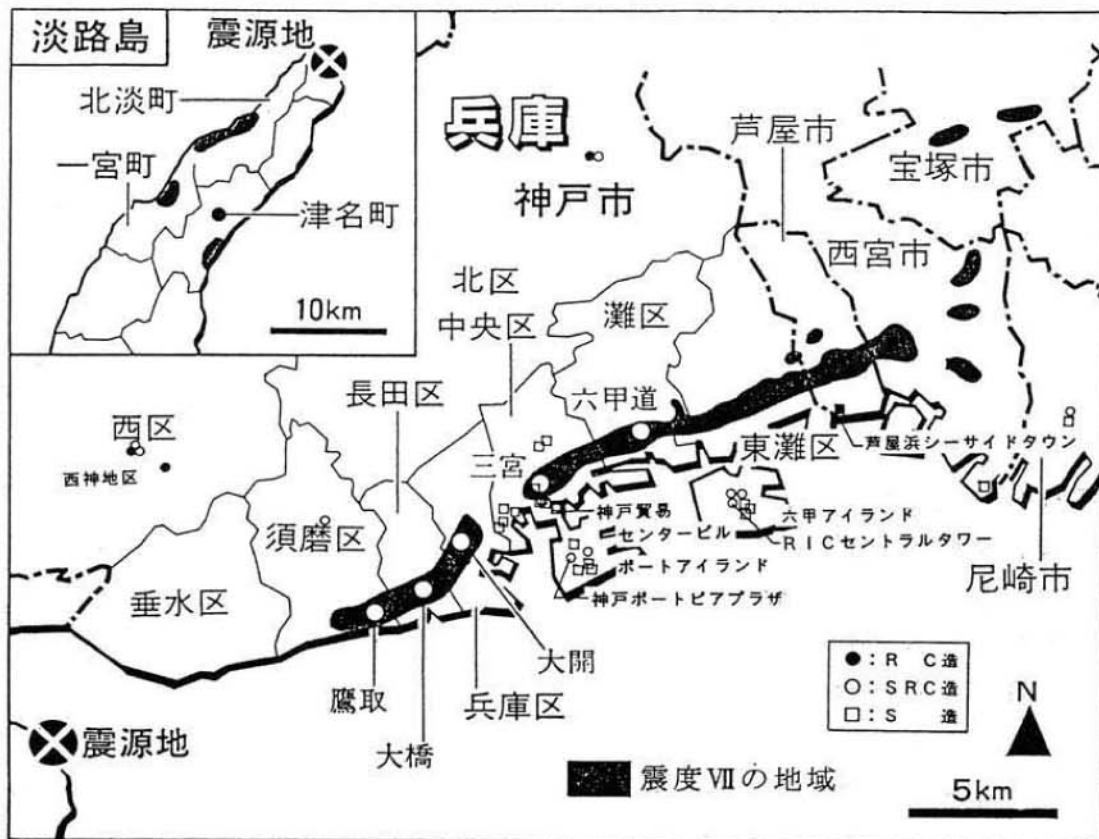 淡路島
震源地
北淡町
一宮町
津名町
10km
兵庫
神戸市
芦屋市
宝塚市
西宮市
北区
中央区
灘区
長田区
六甲道
西区
西神地区
三宮
東灘区
芦屋浜シーサイドタウン
須磨区
神戸貿易
センタービル
六甲アイランド
RICセントラルタワー
ポートアイランド
神戸ポートピアプラザ
尼崎市
垂水区
大開
鷹取
兵庫区
大橋
震源地
●：RC造
○：SRC造
□：S造
N
震度Ⅶの地域
5km